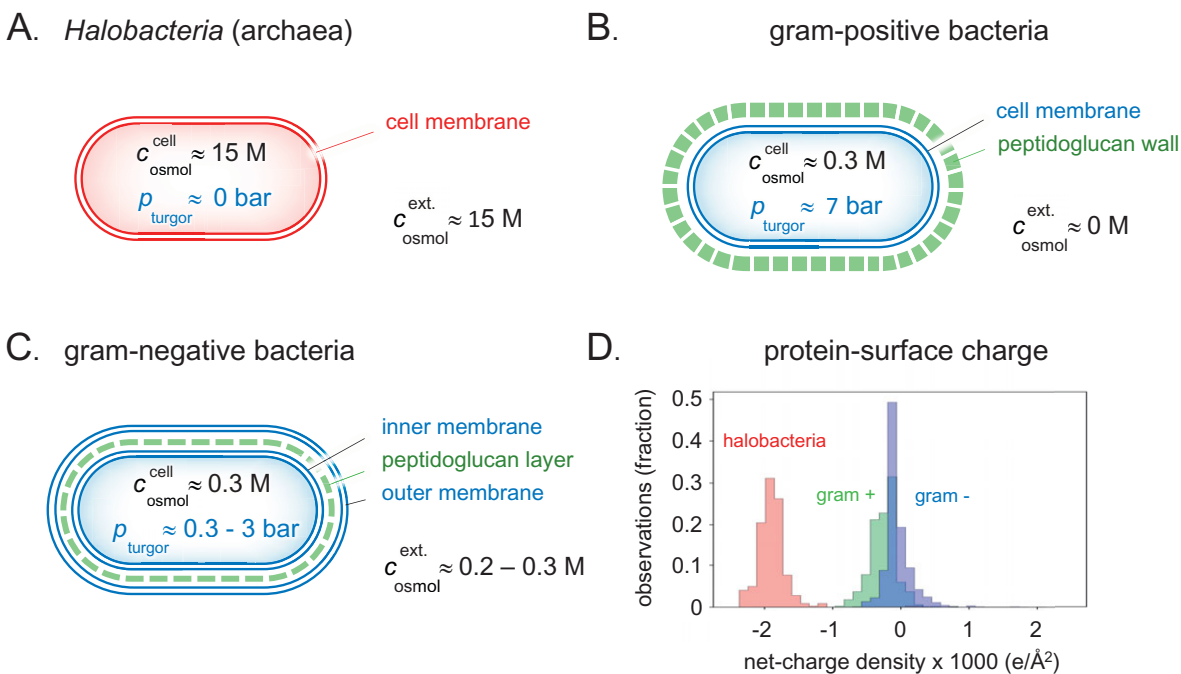 A. Halobacteria (archaea)
cell membrane
c cell osmol ≈ 15 M
p turgor ≈ 0 bar
c ext. osmol ≈ 15 M
B. gram-positive bacteria
cell membrane
peptidoglucan wall
c cell osmol ≈ 0.3 M
p turgor ≈ 7 bar
c ext. osmol ≈ 0 M
C. gram-negative bacteria
inner membrane
peptidoglucan layer
outer membrane
c cell osmol ≈ 0.3 M
p turgor ≈ 0.3 - 3 bar
c ext. osmol ≈ 0.2 – 0.3 M
D. protein-surface charge
observations (fraction)
0.5
0.4
0.3
0.2
0.1
0
halobacteria
gram +
gram -
-2 -1 0 1 2
net-charge density x 1000 (e/Å²)